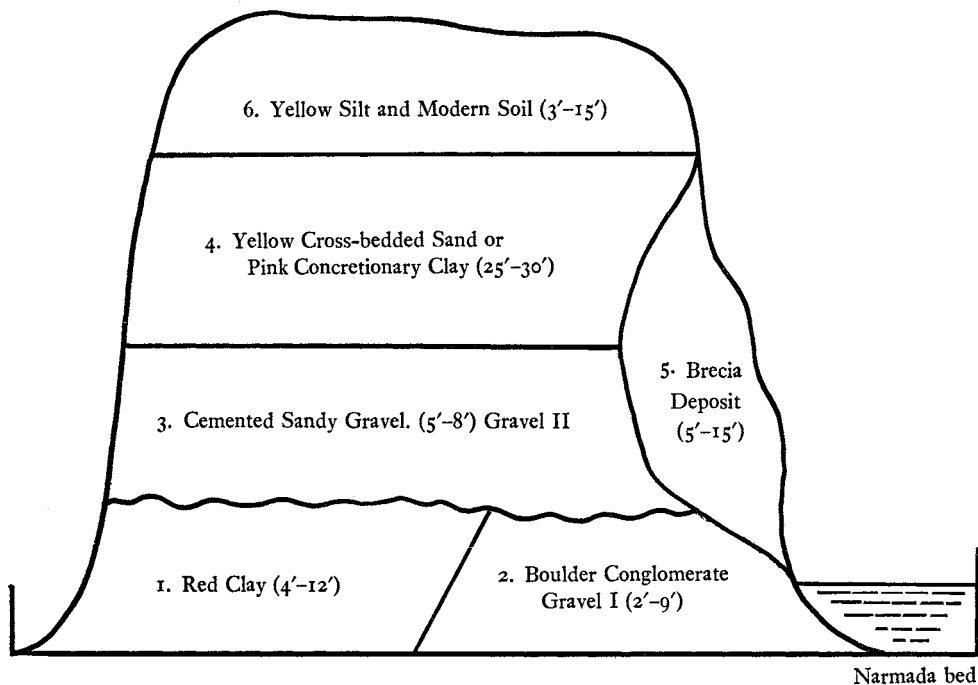 6. Yellow Silt and Modern Soil (3′–15′)
4. Yellow Cross-bedded Sand or
Pink Concretionary Clay (25′–30′)
5. Brecia
Deposit
(5′–15′)
3. Cemented Sandy Gravel. (5′–8′) Gravel II
1. Red Clay (4′–12′)
2. Boulder Conglomerate
Gravel I (2′–9′)
Narmada bed